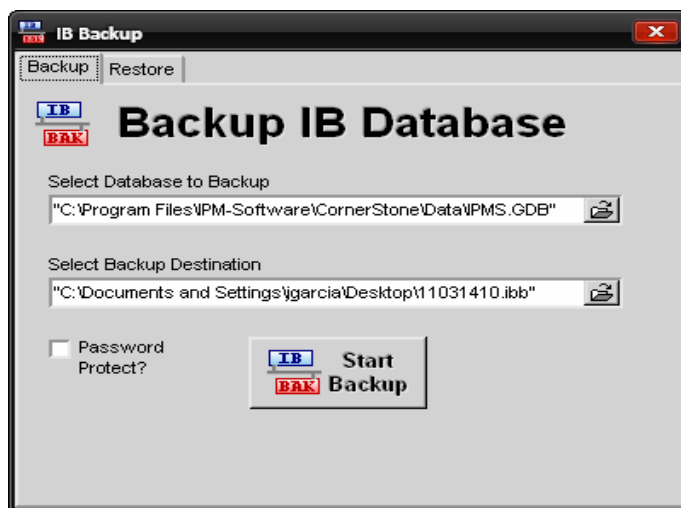 IB Backup
Backup Restore
IB
BAK
Backup IB Database
Select Database to Backup
"C:\Program Files\IPM-Software\CornerStone\Data\IPMS.GDB"
Select Backup Destination
"C:\Documents and Settings\jgarcia\Desktop\11031410.ibb"
Password
Protect?
IB
BAK
Start
Backup